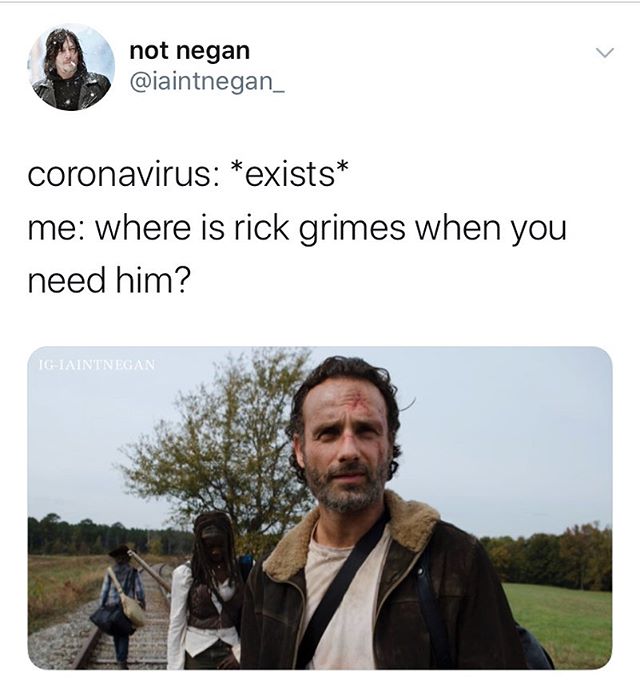 not negan
@iaintnegan_
coronavirus: *exists*
me: where is rick grimes when you
need him?
IG-IAINTNEGAN